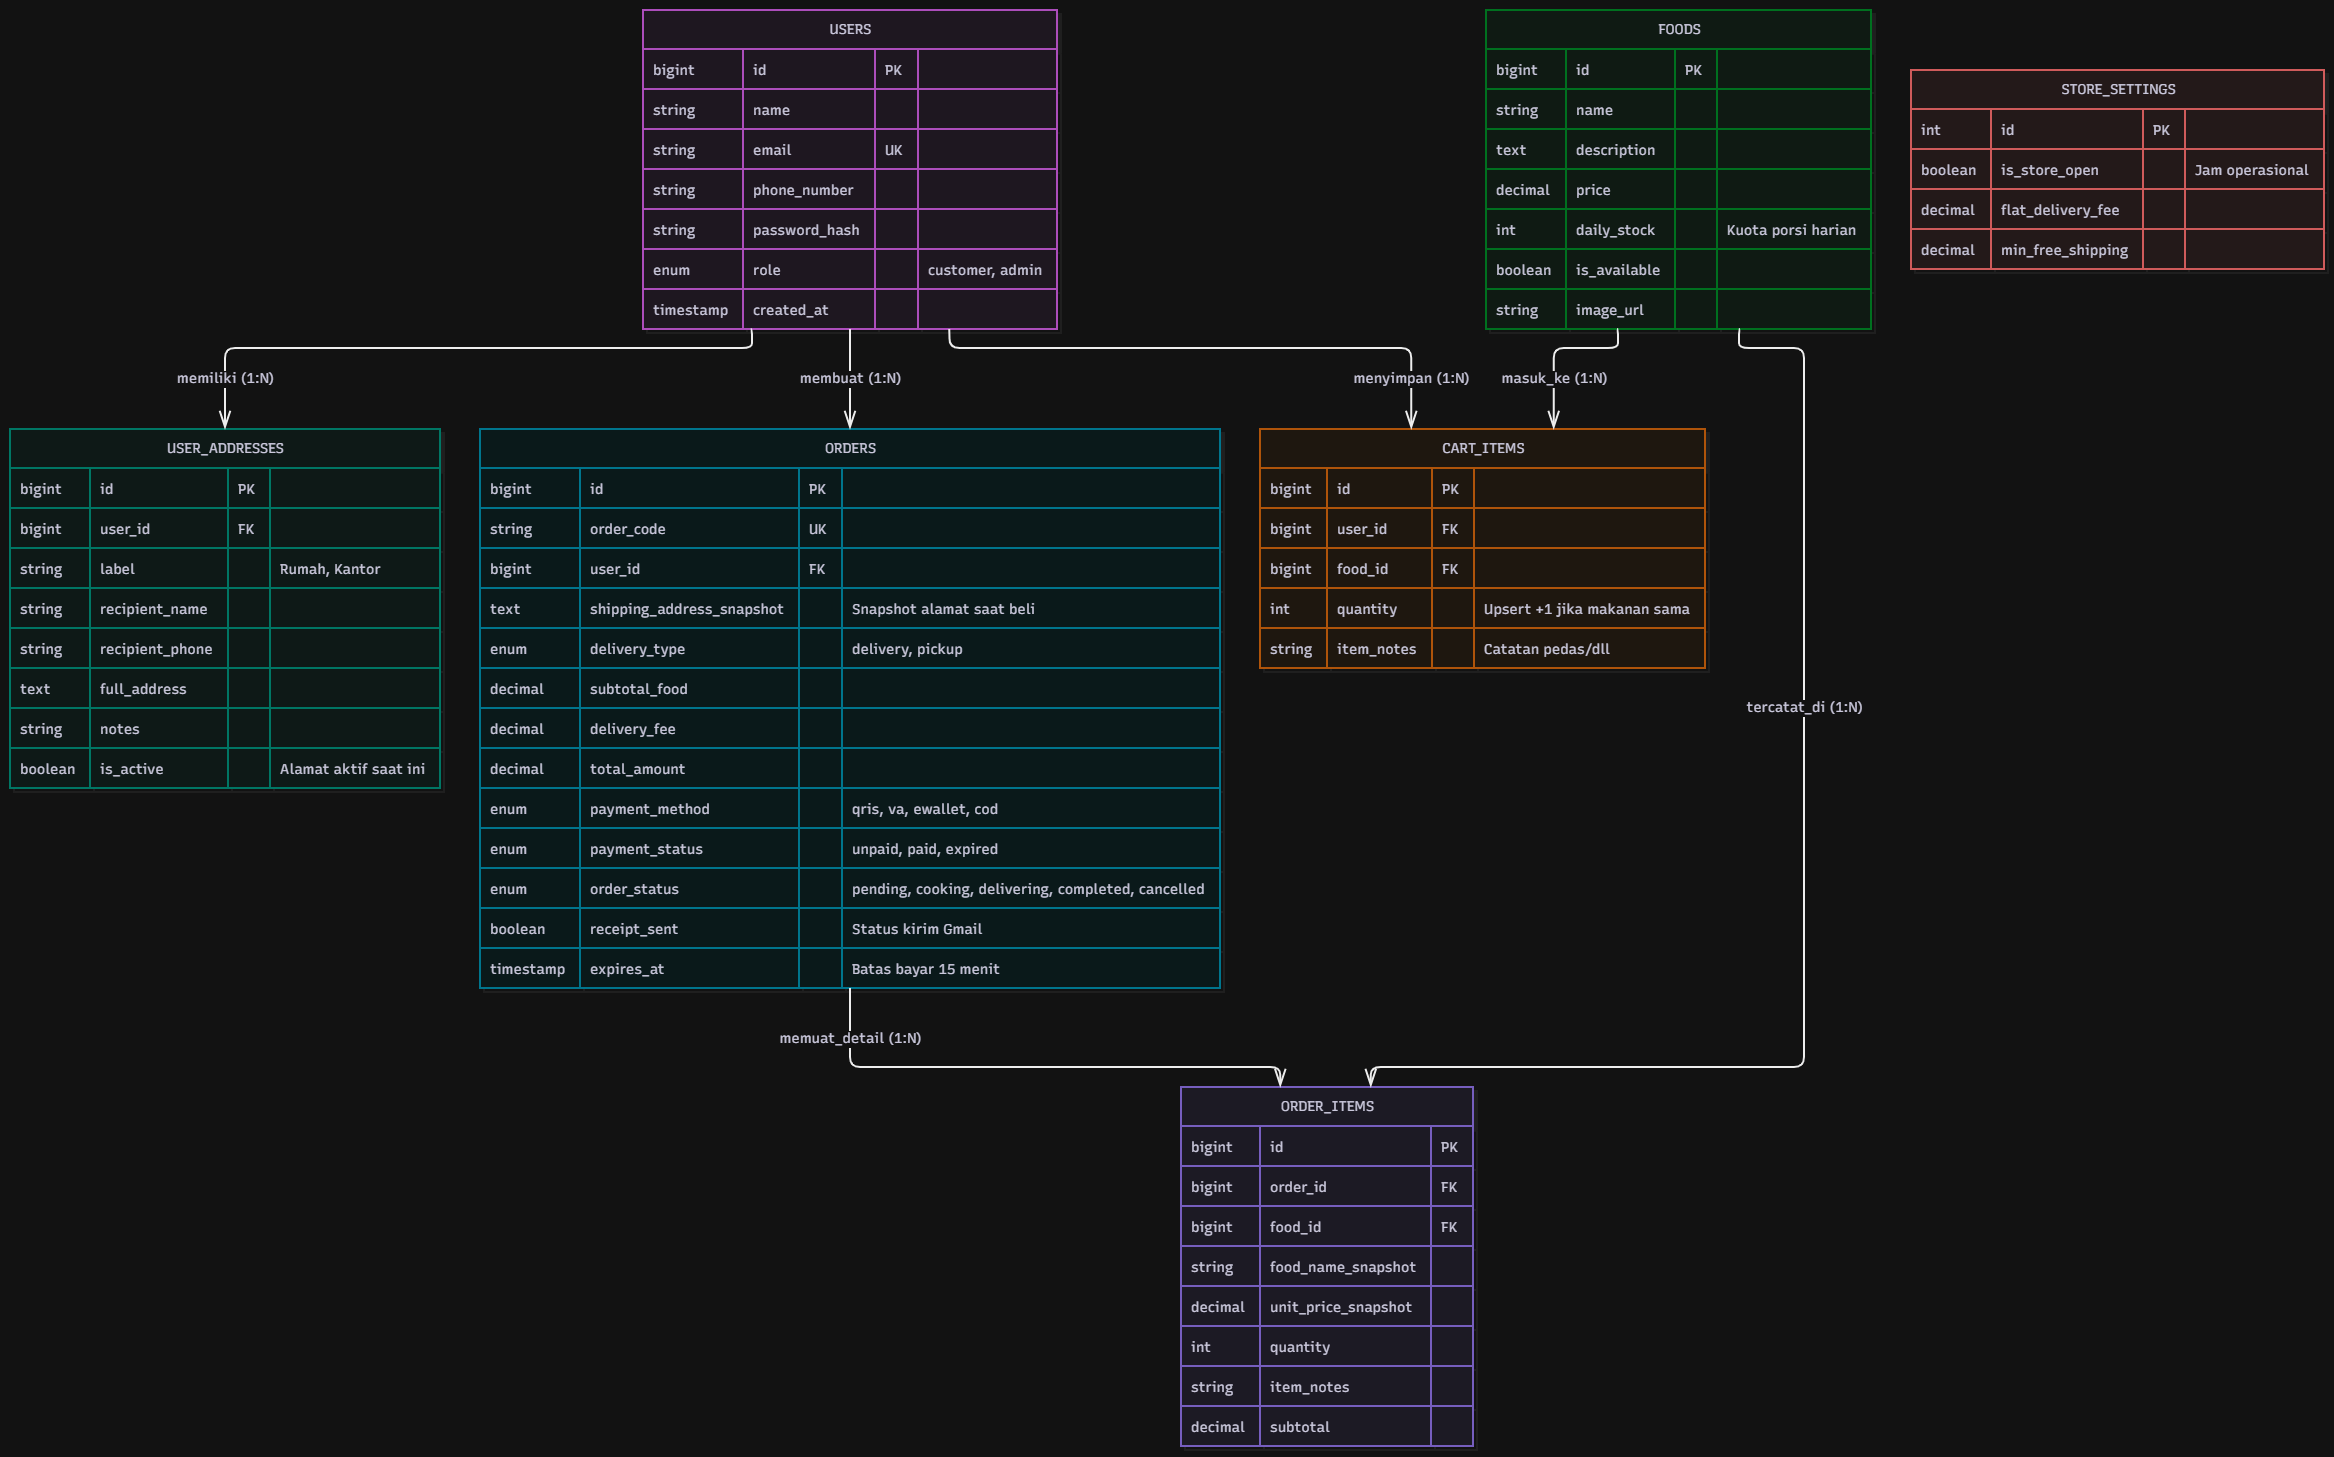 USERS
bigint id PK
string name
string email UK
string phone_number
string password_hash
enum role customer, admin
timestamp created_at
FOODS
bigint id PK
string name
text description
decimal price
int daily_stock Kuota porsi harian
boolean is_available
string image_url
STORE_SETTINGS
int id PK
boolean is_store_open Jam operasional
decimal flat_delivery_fee
decimal min_free_shipping
memiliki (1:N)
membuat (1:N)
menyimpan (1:N)
masuk_ke (1:N)
USER_ADDRESSES
bigint id PK
bigint user_id FK
string label Rumah, Kantor
string recipient_name
string recipient_phone
text full_address
string notes
boolean is_active Alamat aktif saat ini
ORDERS
bigint id PK
string order_code UK
bigint user_id FK
text shipping_address_snapshot Snapshot alamat saat beli
enum delivery_type delivery, pickup
decimal subtotal_food
decimal delivery_fee
decimal total_amount
enum payment_method qris, va, ewallet, cod
enum payment_status unpaid, paid, expired
enum order_status pending, cooking, delivering, completed, cancelled
boolean receipt_sent Status kirim Gmail
timestamp expires_at Batas bayar 15 menit
CART_ITEMS
bigint id PK
bigint user_id FK
bigint food_id FK
int quantity Upsert +1 jika makanan sama
string item_notes Catatan pedas/dll
tercatat_di (1:N)
memuat_detail (1:N)
ORDER_ITEMS
bigint id PK
bigint order_id FK
bigint food_id FK
string food_name_snapshot
decimal unit_price_snapshot
int quantity
string item_notes
decimal subtotal